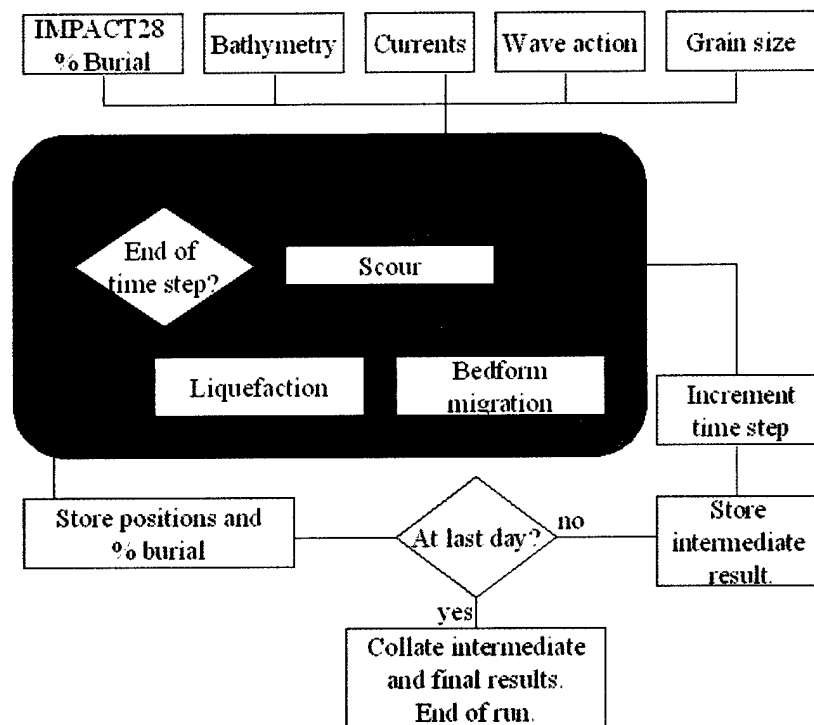 IMPACT28
% Burial
Bathymetry
Currents
Wave action
Grain size
End of
time step?
Scour
Liquefaction
Bedform
migration
Increment
time step
Store positions and
% burial
At last day?
no
Store
intermediate
result.
yes
Collate intermediate
and final results.
End of run.